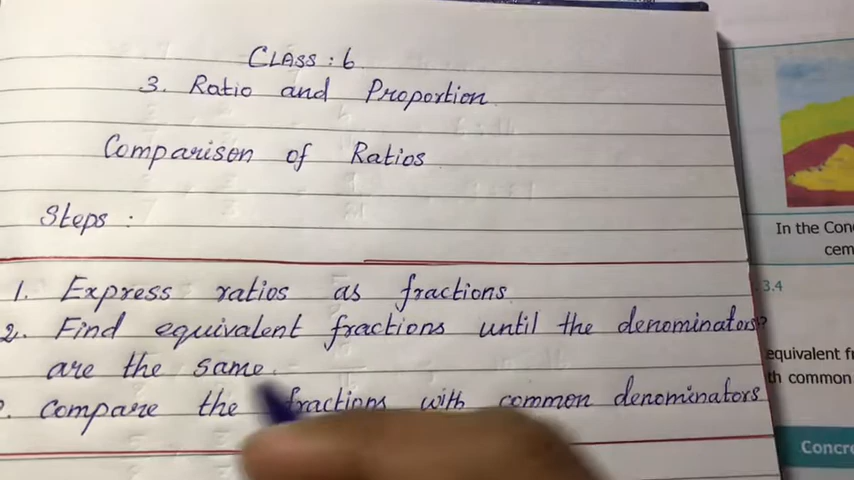 CLASS : 6
3. Ratio and Proportion
Comparison of Ratios
Steps :
1. Express ratios as fractions
2. Find equivalent fractions until the denominators
are the same.
Compare the fractions with common denominators
In the Con
cem
3.4
equivalent f
th common
Concre